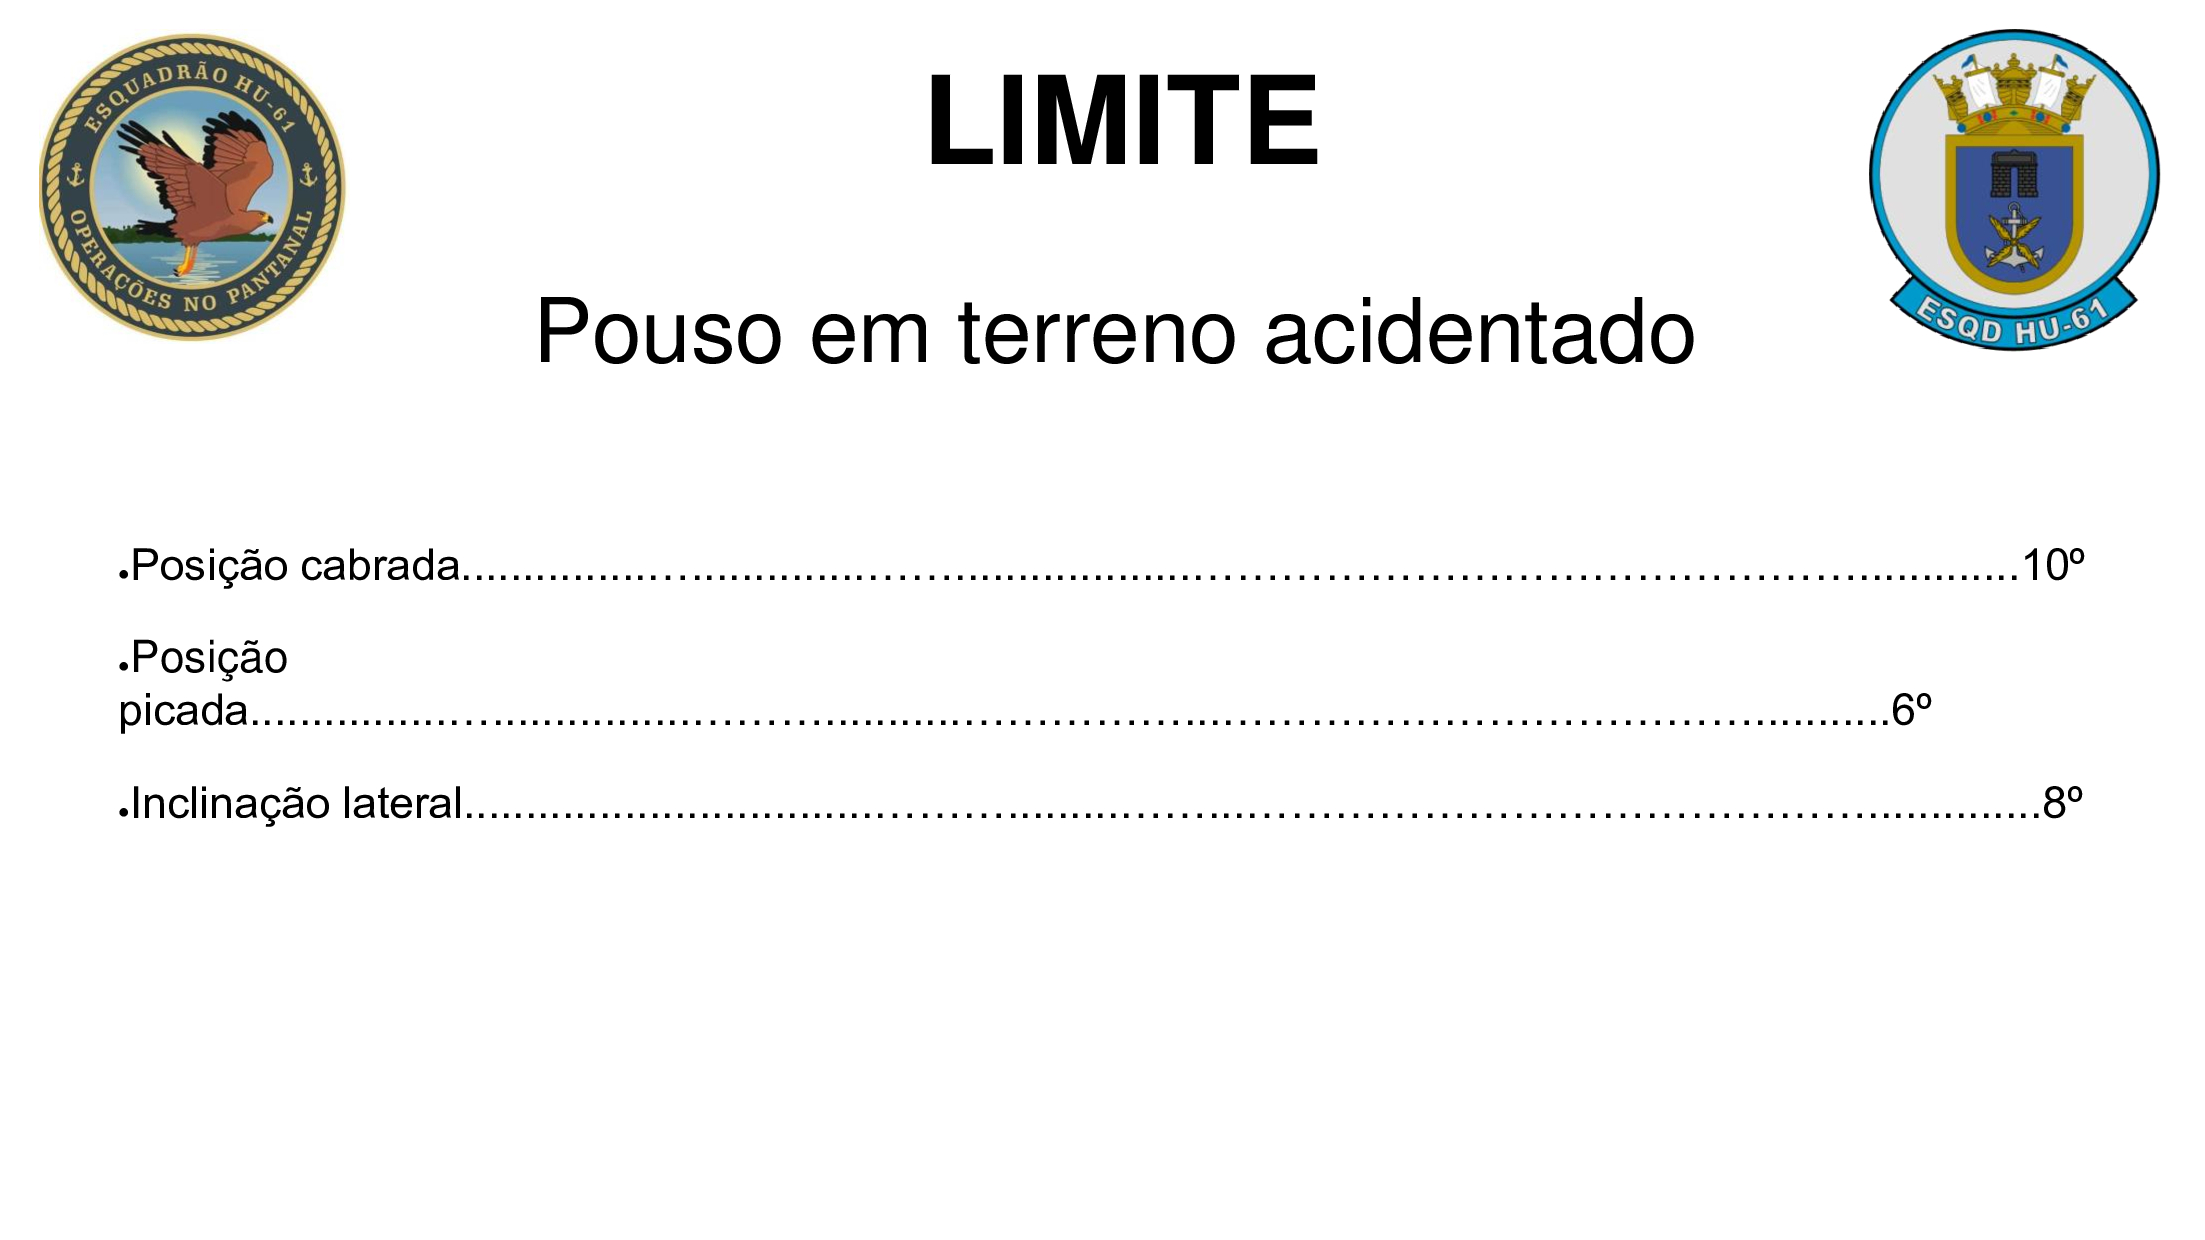 ESQUADRÃO HU-61
OPERAÇÕES NO PANTANAL
LIMITE
ESQD HU-61
Pouso em terreno acidentado
●Posição cabrada...............…..............……....................……………………………………….............10º
●Posição
picada.................…................………...........……………...………………………………...........6º
●Inclinação lateral.................................……….........……...……………………………………..............8º